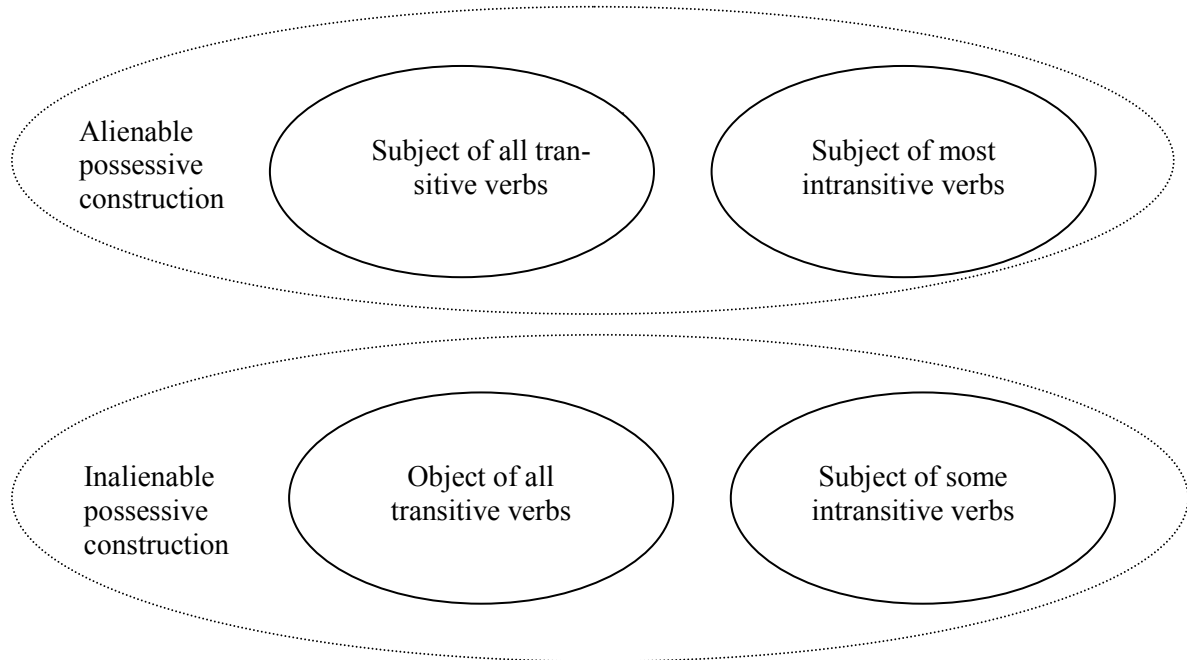 Alienable
possessive
construction
Subject of all tran-
sitive verbs
Subject of most
intransitive verbs
Inalienable
possessive
construction
Object of all
transitive verbs
Subject of some
intransitive verbs